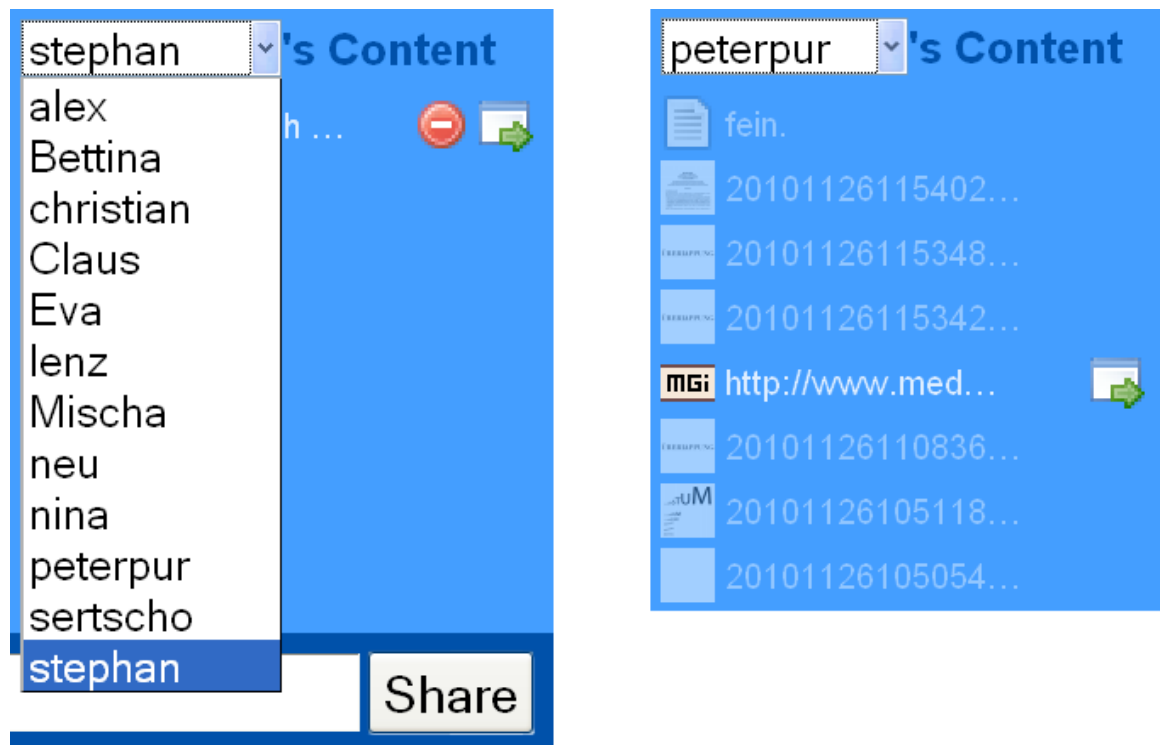 stephan 's Content
h ...
alex
Bettina
christian
Claus
Eva
lenz
Mischa
neu
nina
peterpur
sertscho
stephan
Share
peterpur 's Content
fein.
20101126115402...
20101126115348...
20101126115342...
mGi http://www.med...
20101126110836...
20101126105118...
20101126105054...